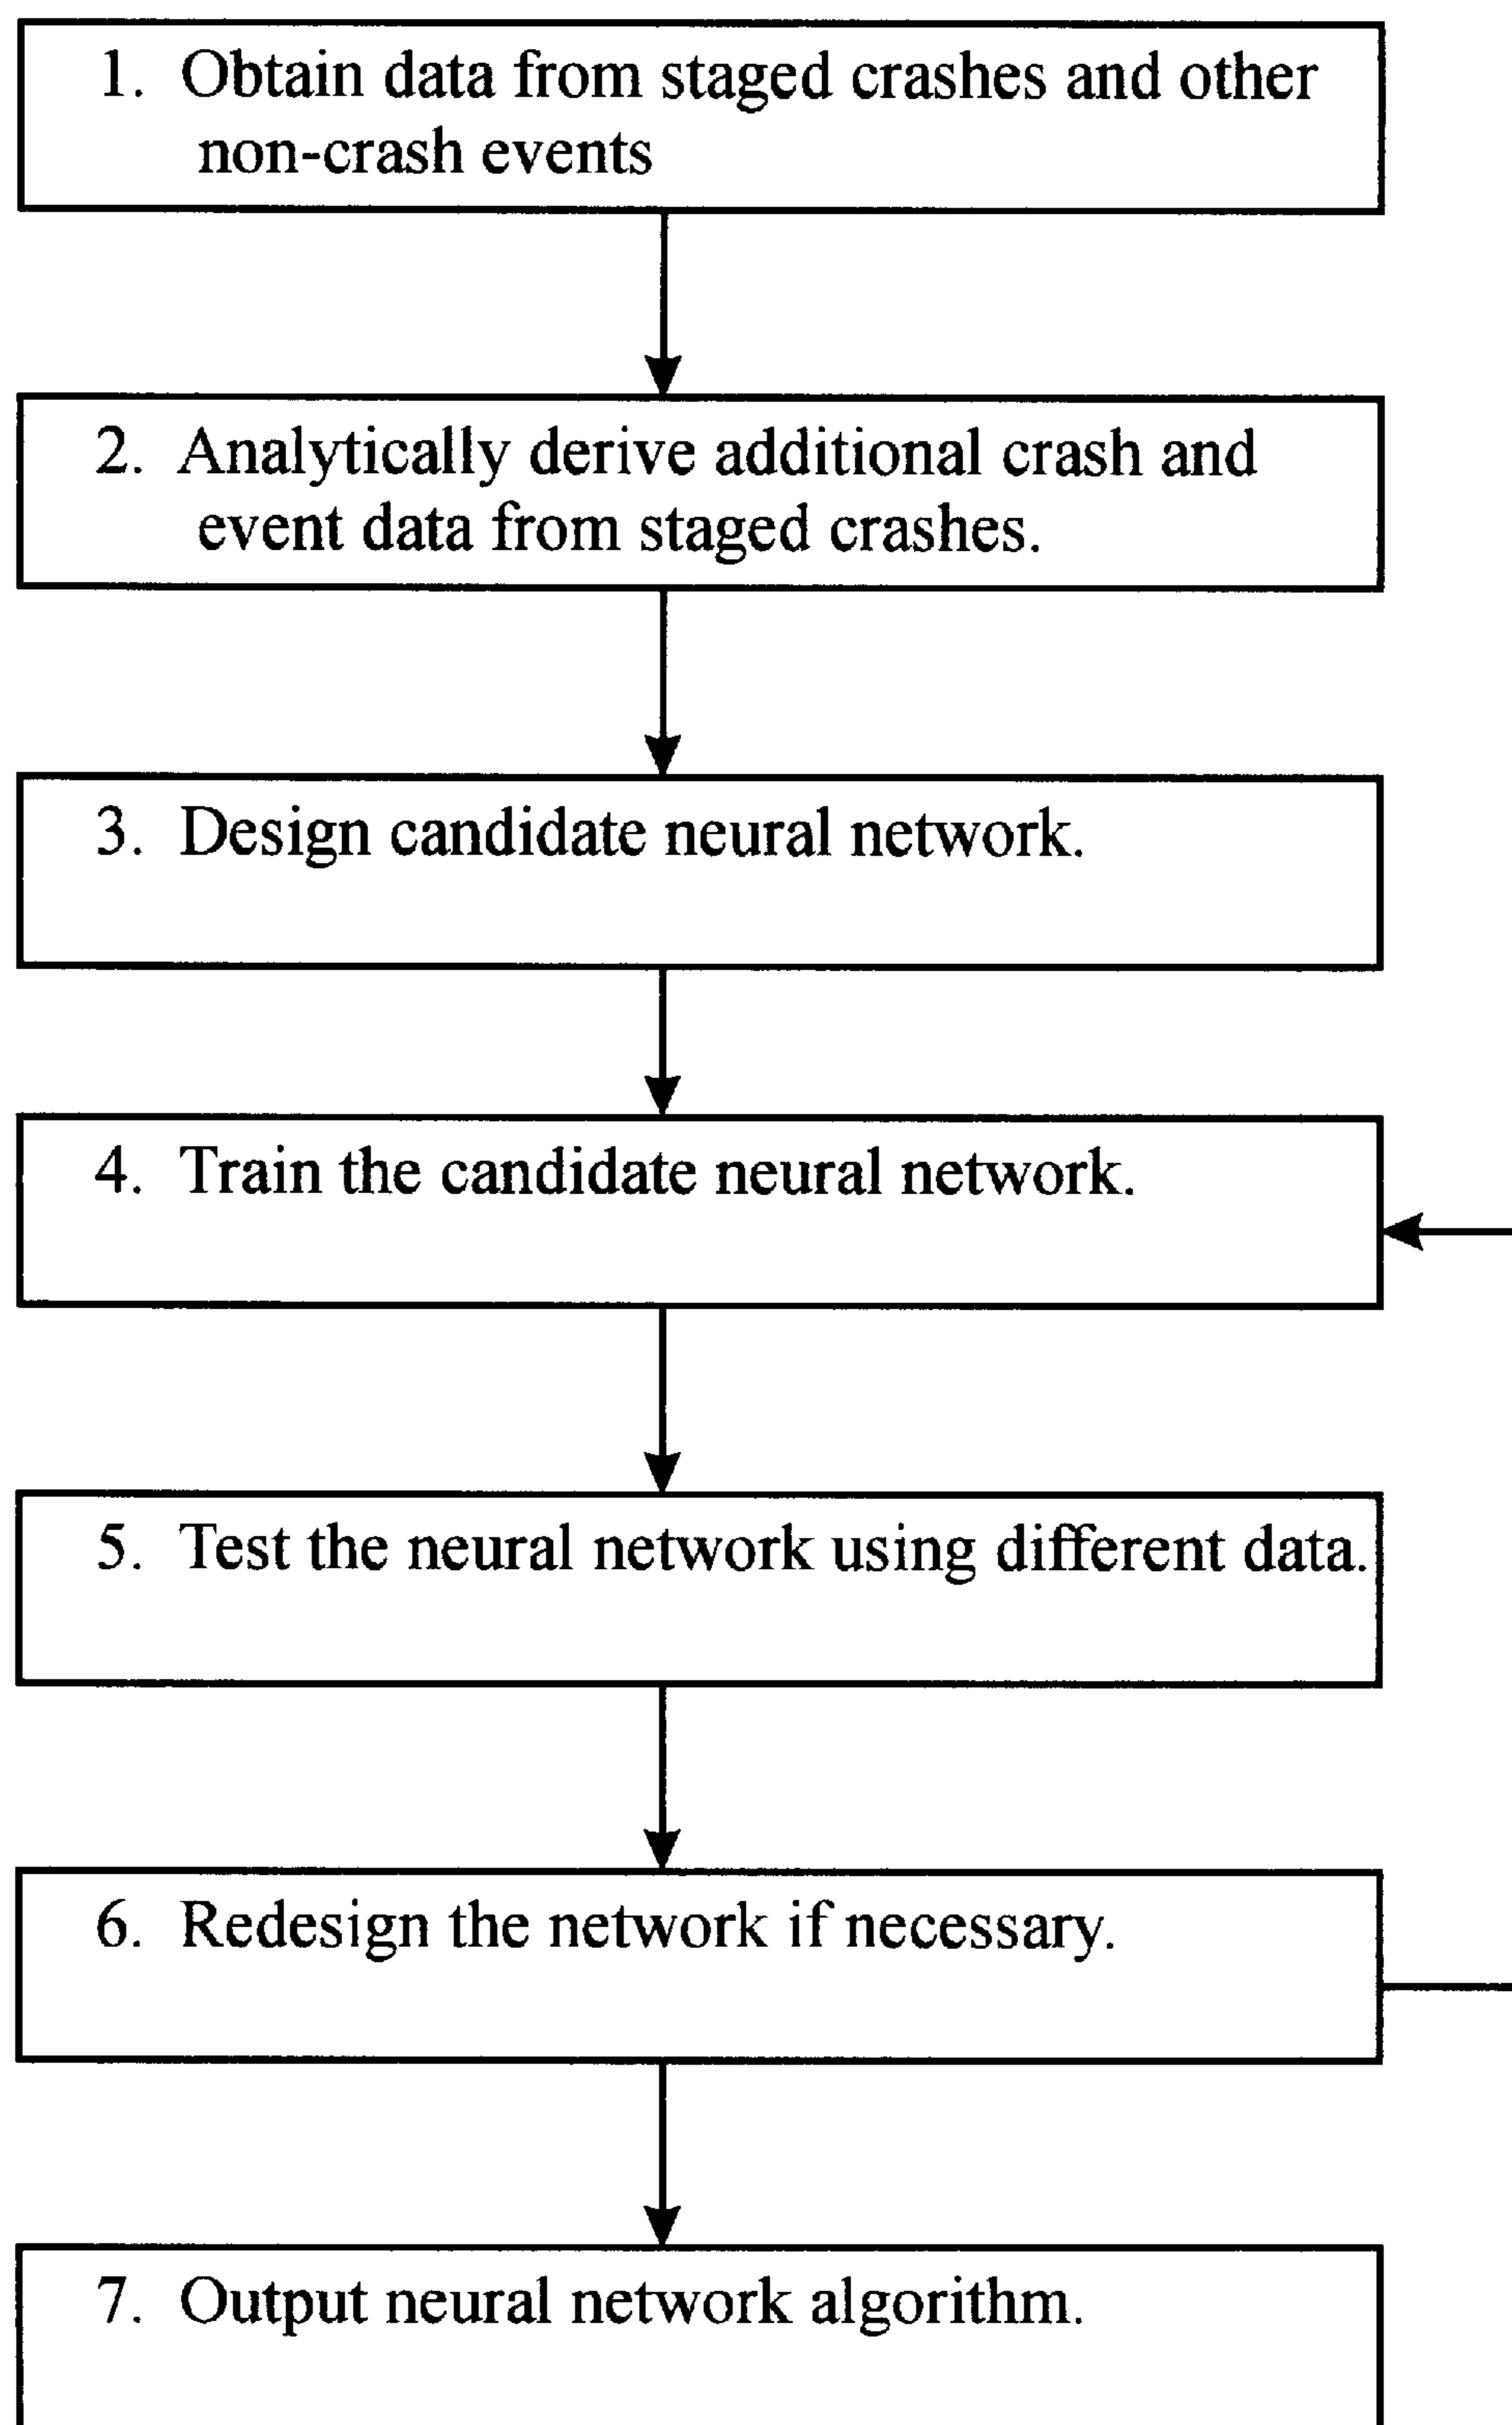 1. Obtain data from staged crashes and other
non-crash events
2. Analytically derive additional crash and
event data from staged crashes.
3. Design candidate neural network.
4. Train the candidate neural network.
5. Test the neural network using different data.
6. Redesign the network if necessary.
7. Output neural network algorithm.